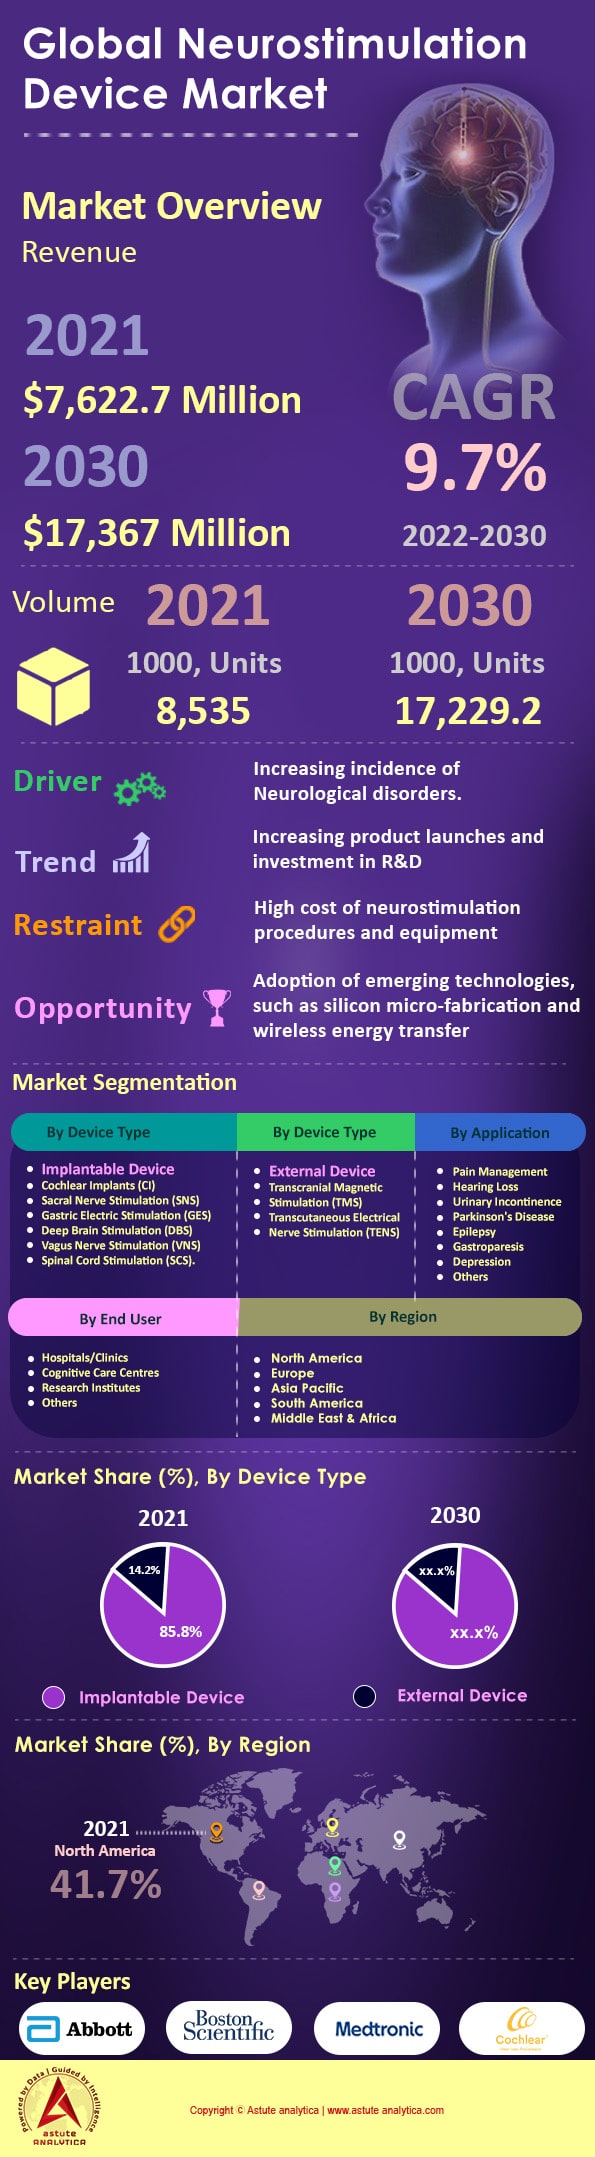 Global Neurostimulation
Device Market
Market Overview
Revenue
2021
$7,622.7 Million
2030
$17,367 Million
CAGR
9.7%
2022-2030
Volume
2021
1000, Units
8,535
2030
1000, Units
17,229.2
Driver
Increasing incidence of
Neurological disorders.
Trend
Increasing product launches and
investment in R&D
Restraint
High cost of neurostimulation
procedures and equipment
Opportunity
Adoption of emerging technologies,
such as silicon micro-fabrication and
wireless energy transfer
Market Segmentation
By Device Type
• Implantable Device
• Cochlear Implants (CI)
• Sacral Nerve Stimulation (SNS)
• Gastric Electric Stimulation (GES)
• Deep Brain Stimulation (DBS)
• Vagus Nerve Stimulation (VNS)
• Spinal Cord Stimulation (SCS).
By Device Type
• External Device
• Transcranial Magnetic
• Stimulation (TMS)
• Transcutaneous Electrical
• Nerve Stimulation (TENS)
By Application
• Pain Management
• Hearing Loss
• Urinary Incontinence
• Parkinson's Disease
• Epilepsy
• Gastroparesis
• Depression
• Others
By End User
• Hospitals/Clinics
• Cognitive Care Centres
• Research Institutes
• Others
By Region
• North America
• Europe
• Asia Pacific
• South America
• Middle East & Africa
Market Share (%), By Device Type
2021
14.2%
85.8%
2030
xx.x%
xx.x%
Implantable Device
External Device
Market Share (%), By Region
2021
North America
41.7%
Key Players
Abbott
Boston
Scientific
Medtronic
Cochlear
Powered by Data | Guided by Intelligence
astute
ANALYTICA
Copyright © Astute analytica | www.astute analytica.com